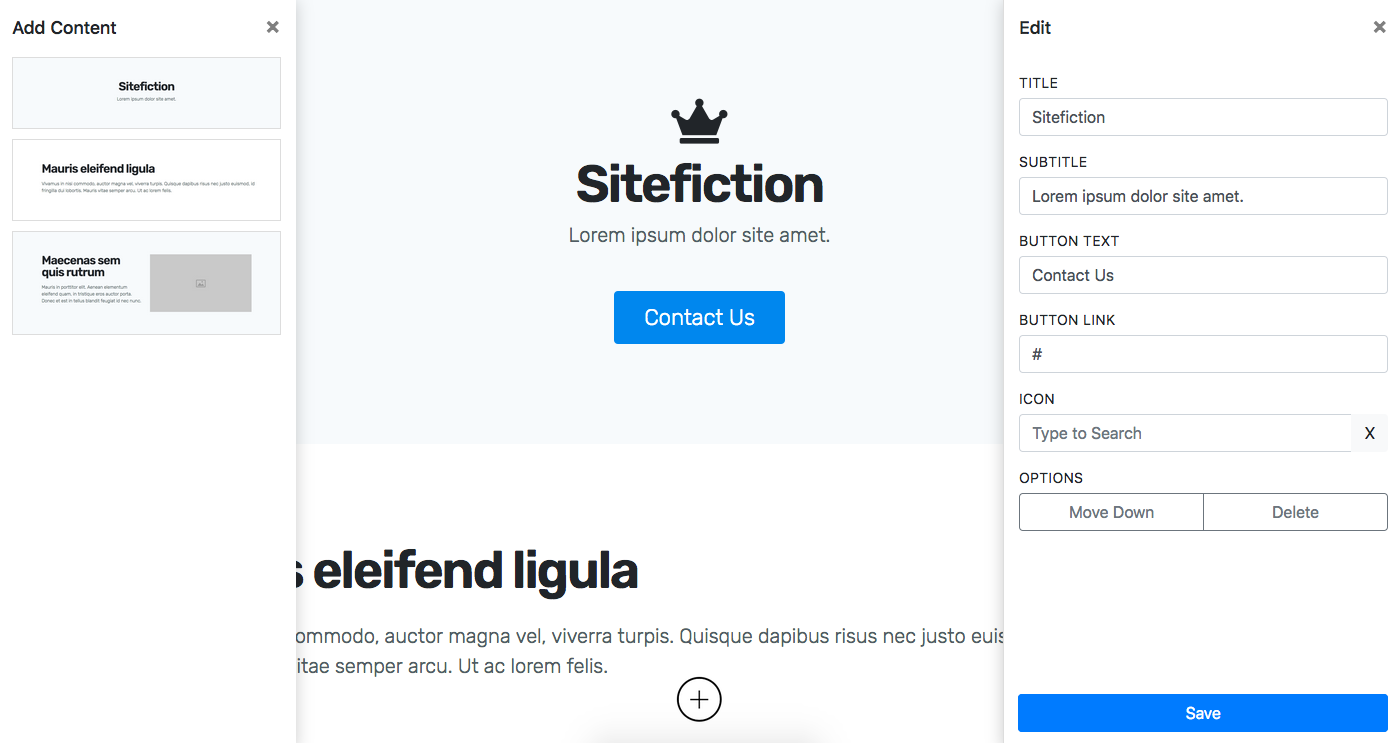 Add Content
×
Sitefiction
Lorem ipsum dolor site amet.
Mauris eleifend ligula
Vivamus in nisl commodo, auctor magna vel, viverra turpis. Quisque dapibus risus nec justo euismod, id
fringilla dui lobortis. Mauris vitae semper arcu. Ut ac lorem felis.
Maecenas sem
quis rutrum
Mauris in porttitor elit. Aenean elementum
eleifend quam, in tristique eros auctor porta.
Donec et est in tellus blandit feugiat id nec nunc.
Sitefiction
Lorem ipsum dolor site amet.
Contact Us
s eleifend ligula
ommodo, auctor magna vel, viverra turpis. Quisque dapibus risus nec justo euis
itae semper arcu. Ut ac lorem felis.
Edit
×
TITLE
Sitefiction
SUBTITLE
Lorem ipsum dolor site amet.
BUTTON TEXT
Contact Us
BUTTON LINK
#
ICON
Type to Search
X
OPTIONS
Move Down
Delete
Save